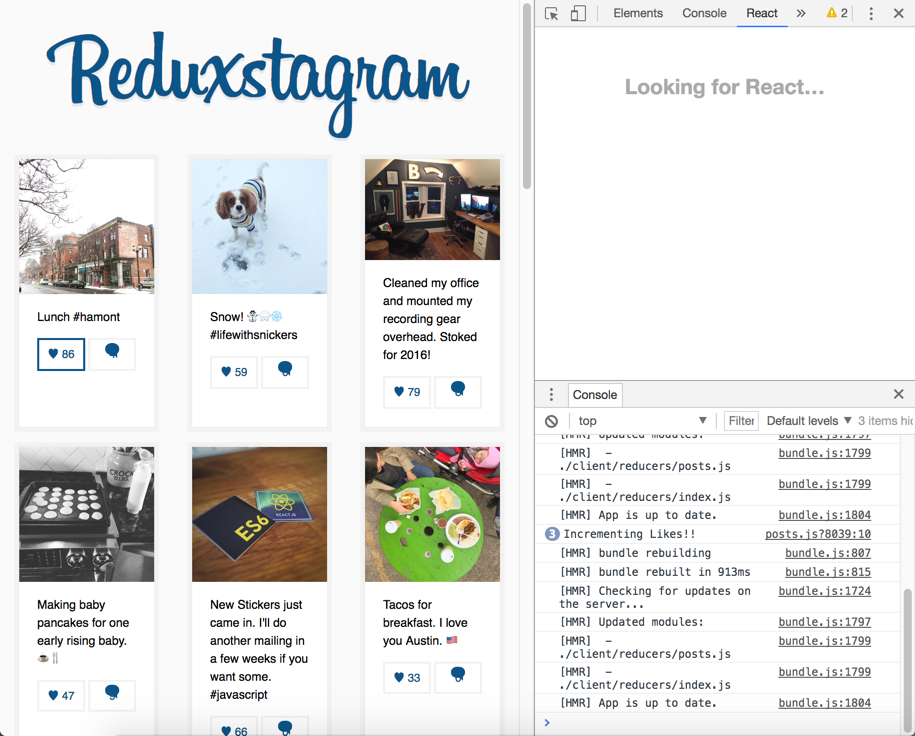 Reduxstagram
Lunch #hamont
86
Snow! ☃️
#lifewithsnickers
59
B
Cleaned my office
and mounted my
recording gear
overhead. Stoked
for 2016!
79
CROCK
Making baby
pancakes for one
early rising baby.
☕🍴
47
ES6
REACT.JS
New Stickers just
came in. I'll do
another mailing in
a few weeks if you
want some.
#javascript
66
Tacos for
breakfast. I love
you Austin. 🇺🇸
33
Elements Console React » 2
Looking for React…
Console
top Filter Default levels 3 items hid
[HMR] Updated modules: bundle.js:1797
[HMR] – bundle.js:1799
./client/reducers/posts.js
[HMR] – bundle.js:1799
./client/reducers/index.js
[HMR] App is up to date. bundle.js:1804
3 Incrementing Likes!! posts.js?8039:10
[HMR] bundle rebuilding bundle.js:807
[HMR] bundle rebuilt in 913ms bundle.js:815
[HMR] Checking for updates on bundle.js:1724
the server...
[HMR] Updated modules: bundle.js:1797
[HMR] – bundle.js:1799
./client/reducers/posts.js
[HMR] – bundle.js:1799
./client/reducers/index.js
[HMR] App is up to date. bundle.js:1804